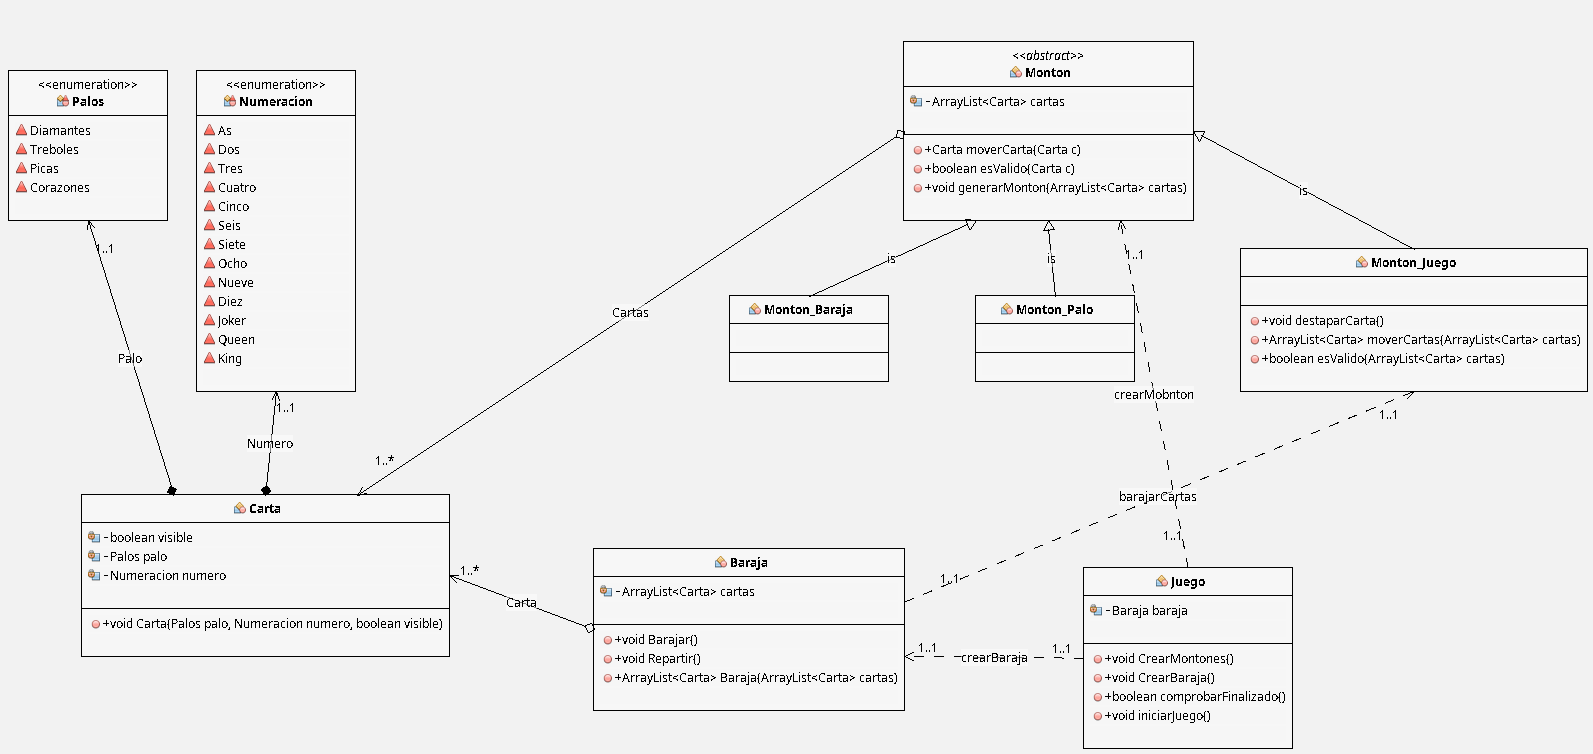 <<enumeration>>
Palos
Diamantes
Treboles
Picas
Corazones
<<enumeration>>
Numeracion
As
Dos
Tres
Cuatro
Cinco
Seis
Siete
Ocho
Nueve
Diez
Joker
Queen
King
<<abstract>>
Monton
-ArrayList<Carta> cartas
+Carta moverCarta(Carta c)
+boolean esValido(Carta c)
+void generarMonton(ArrayList<Carta> cartas)
is
is
is
1..1
Monton_Baraja
Monton_Palo
Monton_Juego
+void destaparCarta()
+ArrayList<Carta> moverCartas(ArrayList<Carta> cartas)
+boolean esValido(ArrayList<Carta> cartas)
1..1
Palo
1..1
Numero
Cartas
1..*
crearMobnton
1..1
barajarCartas
1..1
1..1
Carta
-boolean visible
-Palos palo
-Numeracion numero
+void Carta(Palos palo, Numeracion numero, boolean visible)
1..*
Carta
Baraja
-ArrayList<Carta> cartas
+void Barajar()
+void Repartir()
+ArrayList<Carta> Baraja(ArrayList<Carta> cartas)
1..1
crearBaraja
1..1
Juego
-Baraja baraja
+void CrearMontones()
+void CrearBaraja()
+boolean comprobarFinalizado()
+void iniciarJuego()